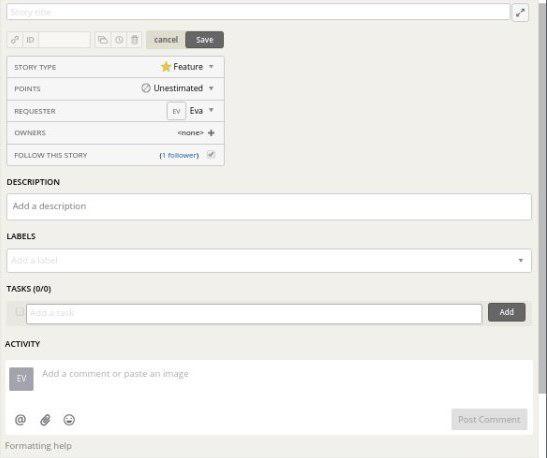 Story title
ID
cancel Save
STORY TYPE Feature
POINTS Unestimated
REQUESTER EV Eva
OWNERS <none> +
FOLLOW THIS STORY (1 follower)
DESCRIPTION
Add a description
LABELS
Add a label
TASKS (0/0)
Add a task Add
ACTIVITY
EV Add a comment or paste an image
@ Post Comment
Formatting help